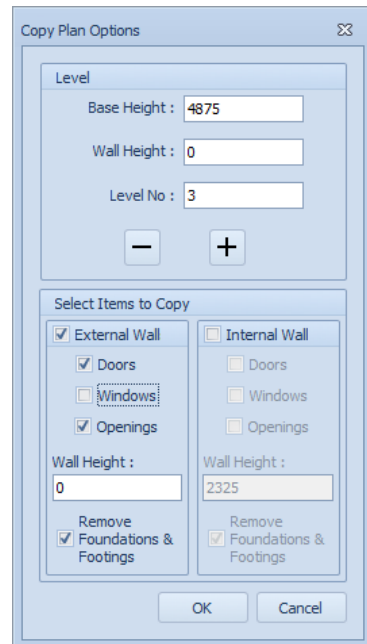 Copy Plan Options
Level
Base Height : 4875
Wall Height : 0
Level No : 3
Select Items to Copy
External Wall
Doors
Windows
Openings
Wall Height :
0
Remove
Foundations &
Footings
Internal Wall
Doors
Windows
Openings
Wall Height :
2325
Remove
Foundations &
Footings
OK Cancel